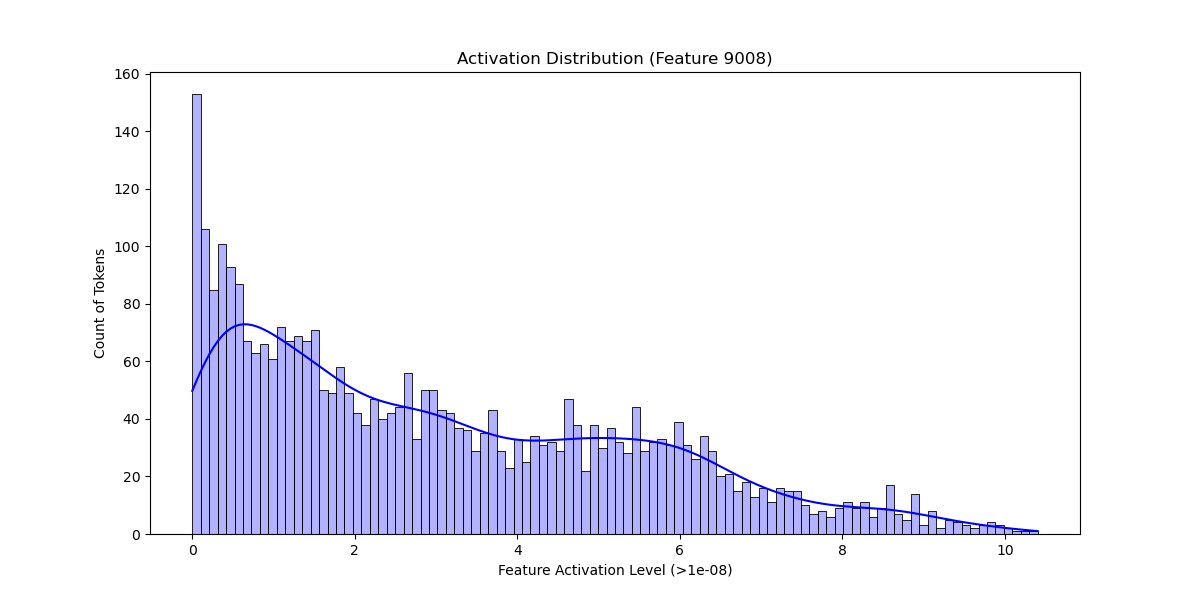 Activation Distribution (Feature 9008)
160
140
120
100
80
60
40
20
0
Count of Tokens
0 2 4 6 8 10
Feature Activation Level (>1e-08)